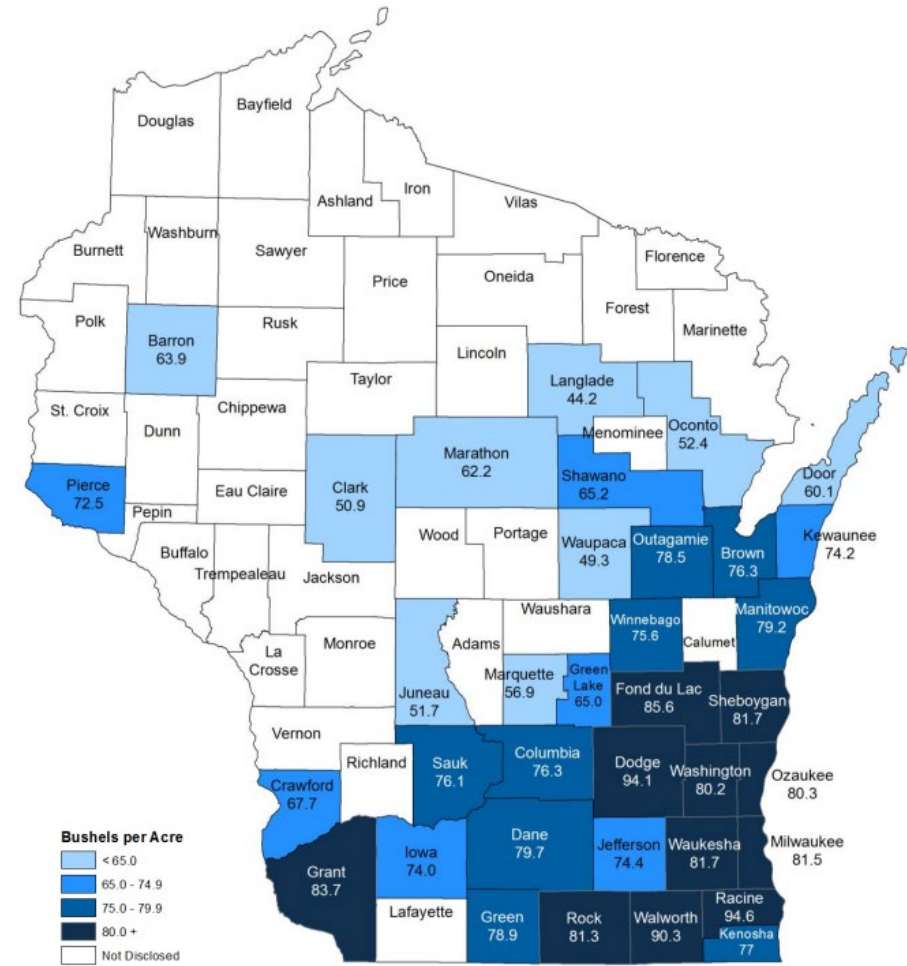 Bayfield
Douglas
Iron
Ashland
Vilas
Washburn
Burnett
Sawyer
Florence
Price
Oneida
Forest
Polk
Rusk
Marinette
Barron
63.9
Lincoln
Taylor
Langlade
44.2
Chippewa
St. Croix
Dunn
Menominee
Oconto
52.4
Marathon
62.2
Shawano
65.2
Door
60.1
Pierce
72.5
Eau Claire
Clark
50.9
Pepin
Wood
Portage
Waupaca
49.3
Outagamie
78.5
Brown
76.3
Kewaunee
74.2
Buffalo
Trempealeau
Jackson
Waushara
Winnebago
75.6
Manitowoc
79.2
Adams
Monroe
Calumet
La
Crosse
Marquette
56.9
Green
Lake
65.0
Juneau
51.7
Fond du Lac
85.6
Sheboygan
81.7
Vernon
Richland
Sauk
76.1
Columbia
76.3
Dodge
94.1
Washington
80.2
Ozaukee
80.3
Crawford
67.7
Bushels per Acre
< 65.0
65.0 - 74.9
75.0 - 79.9
80.0 +
Not Disclosed
Dane
79.7
Jefferson
74.4
Waukesha
81.7
Milwaukee
81.5
Iowa
74.0
Grant
83.7
Lafayette
Green
78.9
Rock
81.3
Walworth
90.3
Racine
94.6
Kenosha
77